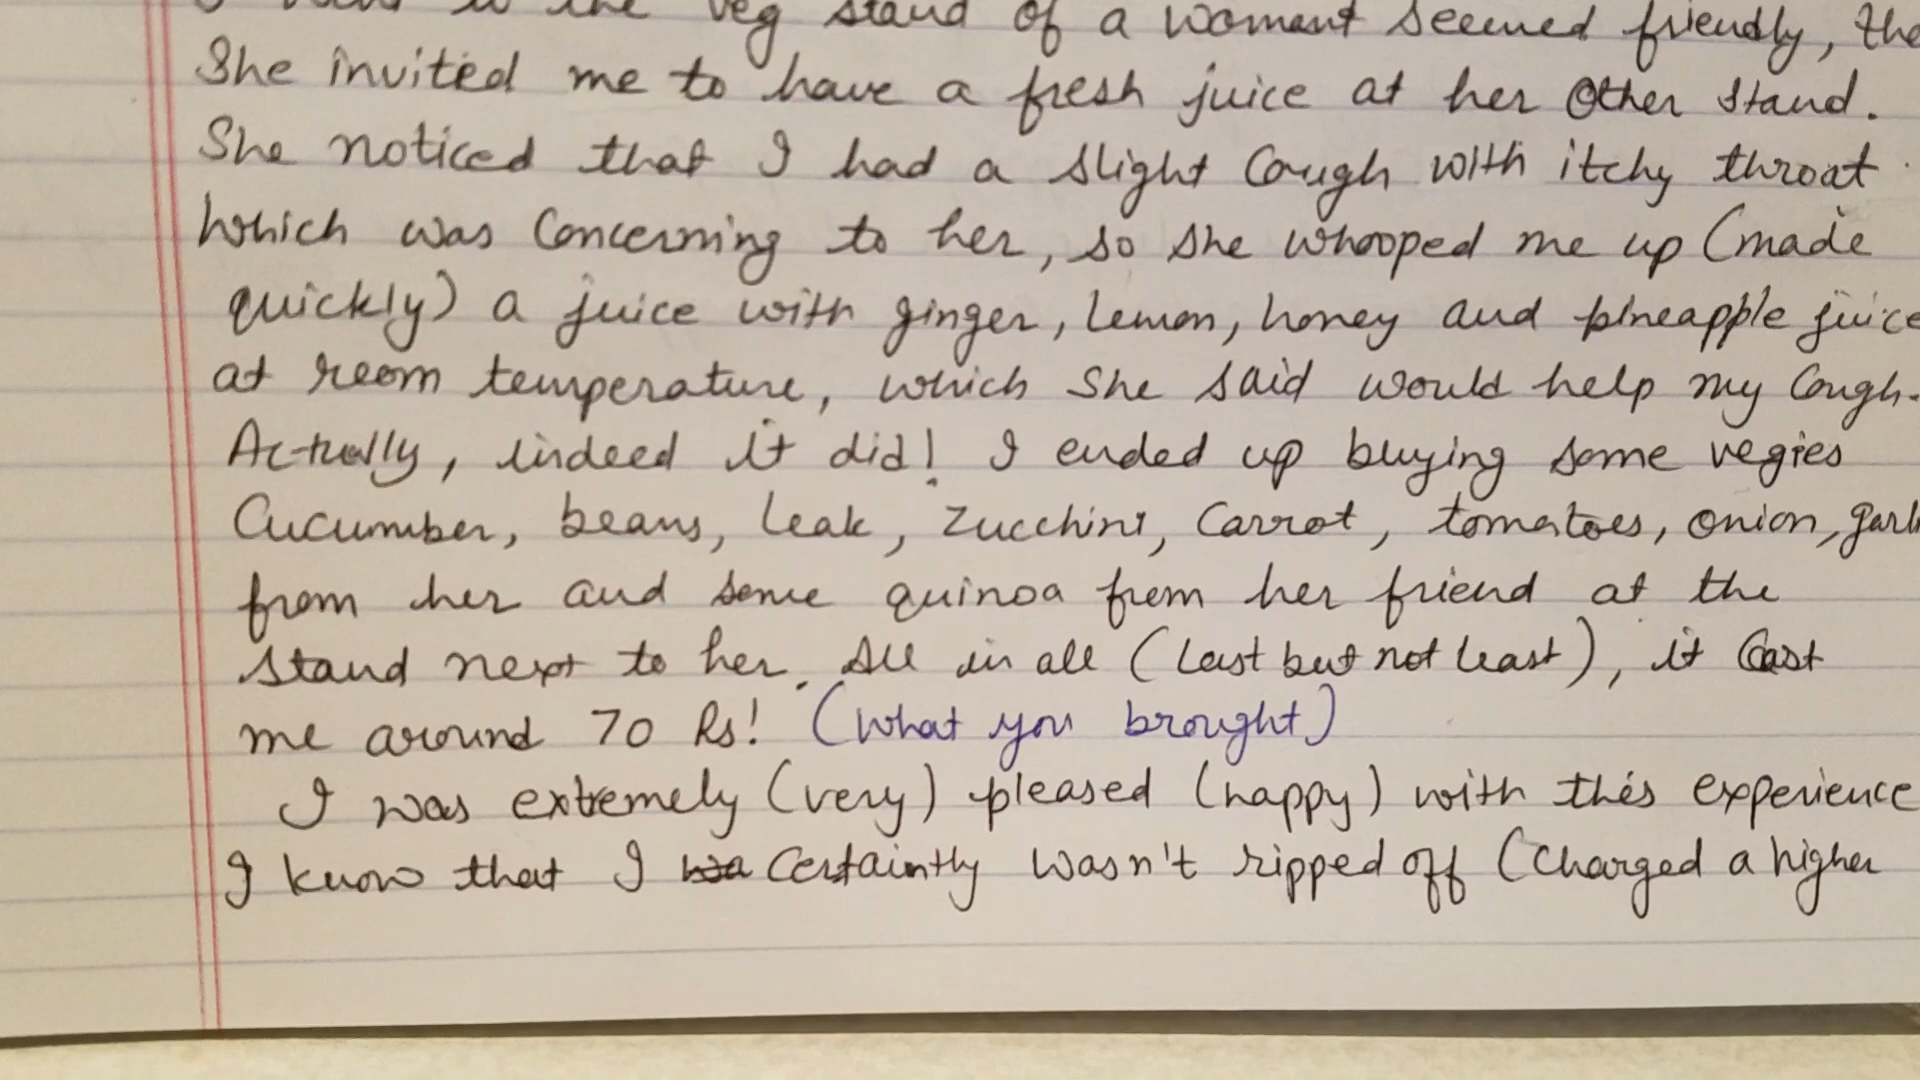 to the veg stand of a woment seemed friendly, the
She invited me to have a fresh juice at her Other stand.
She noticed that I had a slight Cough with itchy throat
which was Concerning to her, so she whooped me up (made
quickly) a juice with ginger, lemon, honey and pineapple juice
at room temperature, which She said would help my Cough.
Actually, indeed it did! I ended up buying some vegies
Cucumber, beans, leak, zucchini, Carrot, tomatoes, onion, garli
from her and some quinoa from her friend at the
stand next to her. All in all (last but not least), it Cost
me around 70 Rs! (What you brought)
I was extremely (very) pleased (happy) with this experience
I know that I wa Certaintly wasn't ripped off (Charged a higher